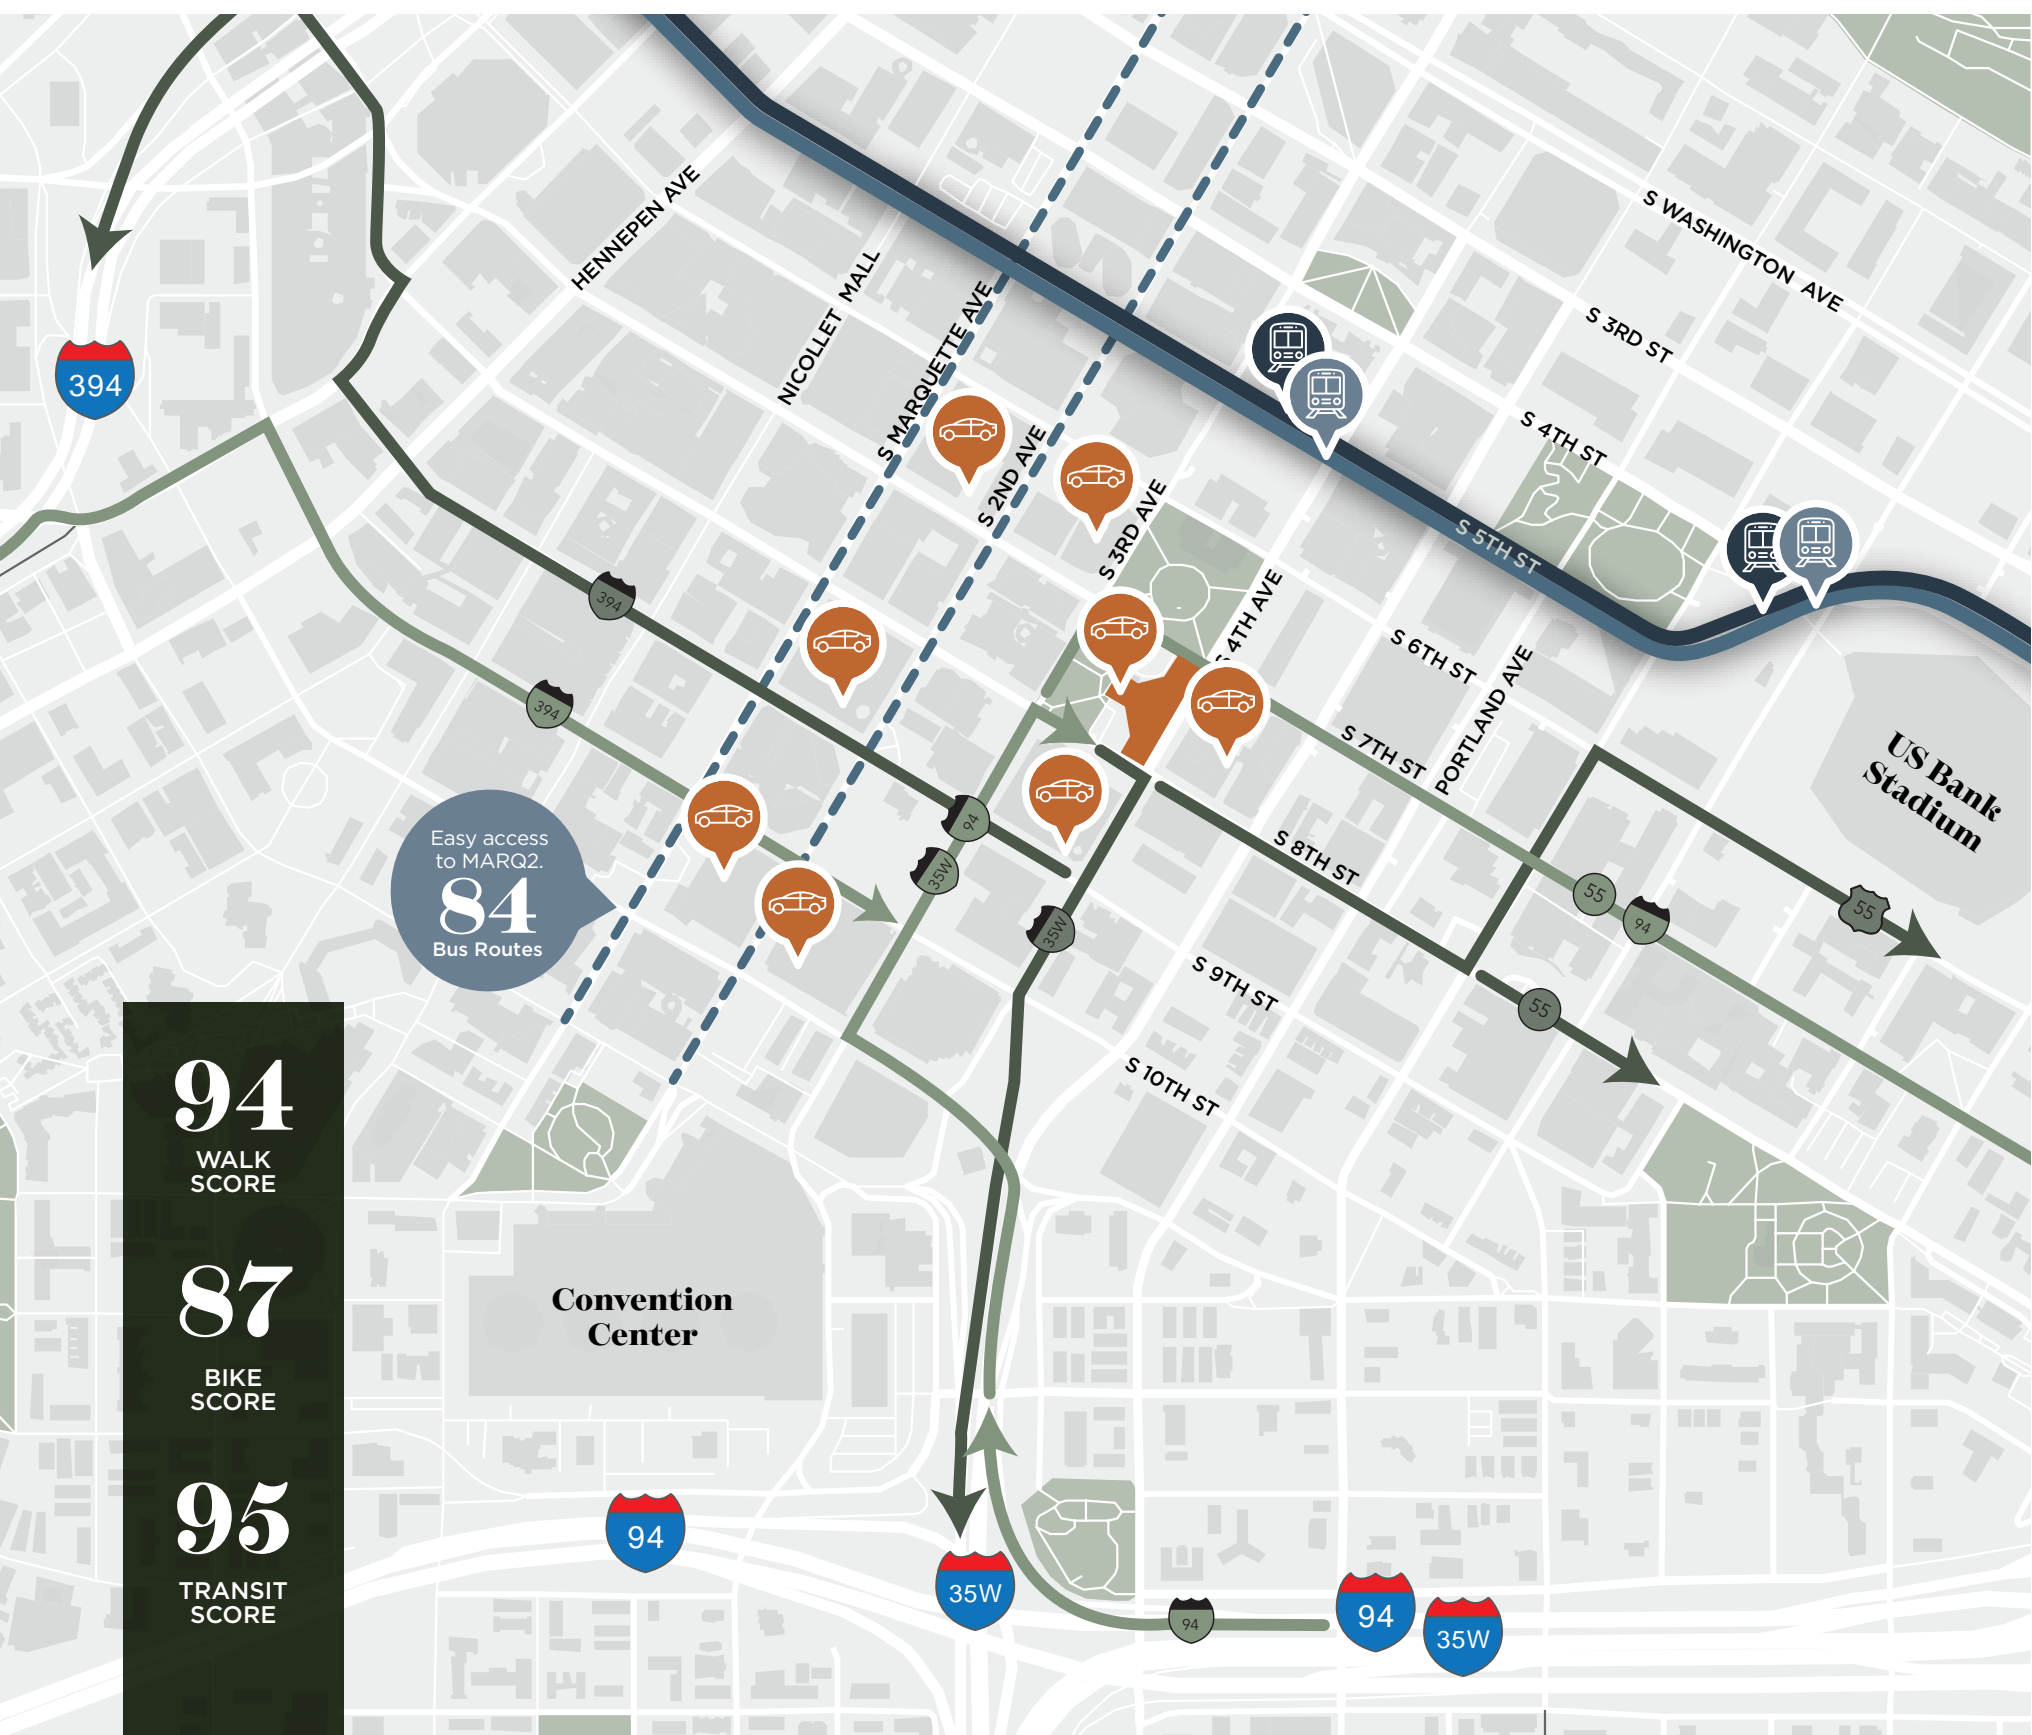 HENNEPEN AVE
NICOLLET MALL
S MARQUETTE AVE
S 2ND AVE
S 3RD AVE
S 4TH AVE
PORTLAND AVE
S WASHINGTON AVE
S 3RD ST
S 4TH ST
S 5TH ST
S 6TH ST
S 7TH ST
S 8TH ST
S 9TH ST
S 10TH ST
US Bank
Stadium
394
394
394
94
35W
35W
55
94
55
55
Easy access
to MARQ2.
84
Bus Routes
94
WALK
SCORE
87
BIKE
SCORE
95
TRANSIT
SCORE
Convention
Center
94
35W
94
94
35W